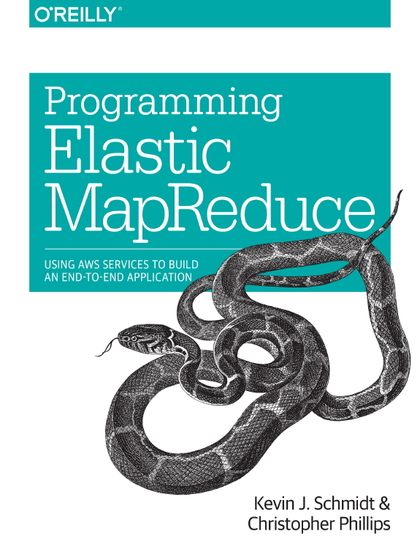 O'REILLY®
Programming
Elastic
MapReduce
USING AWS SERVICES TO BUILD
AN END-TO-END APPLICATION
Kevin J. Schmidt &
Christopher Phillips